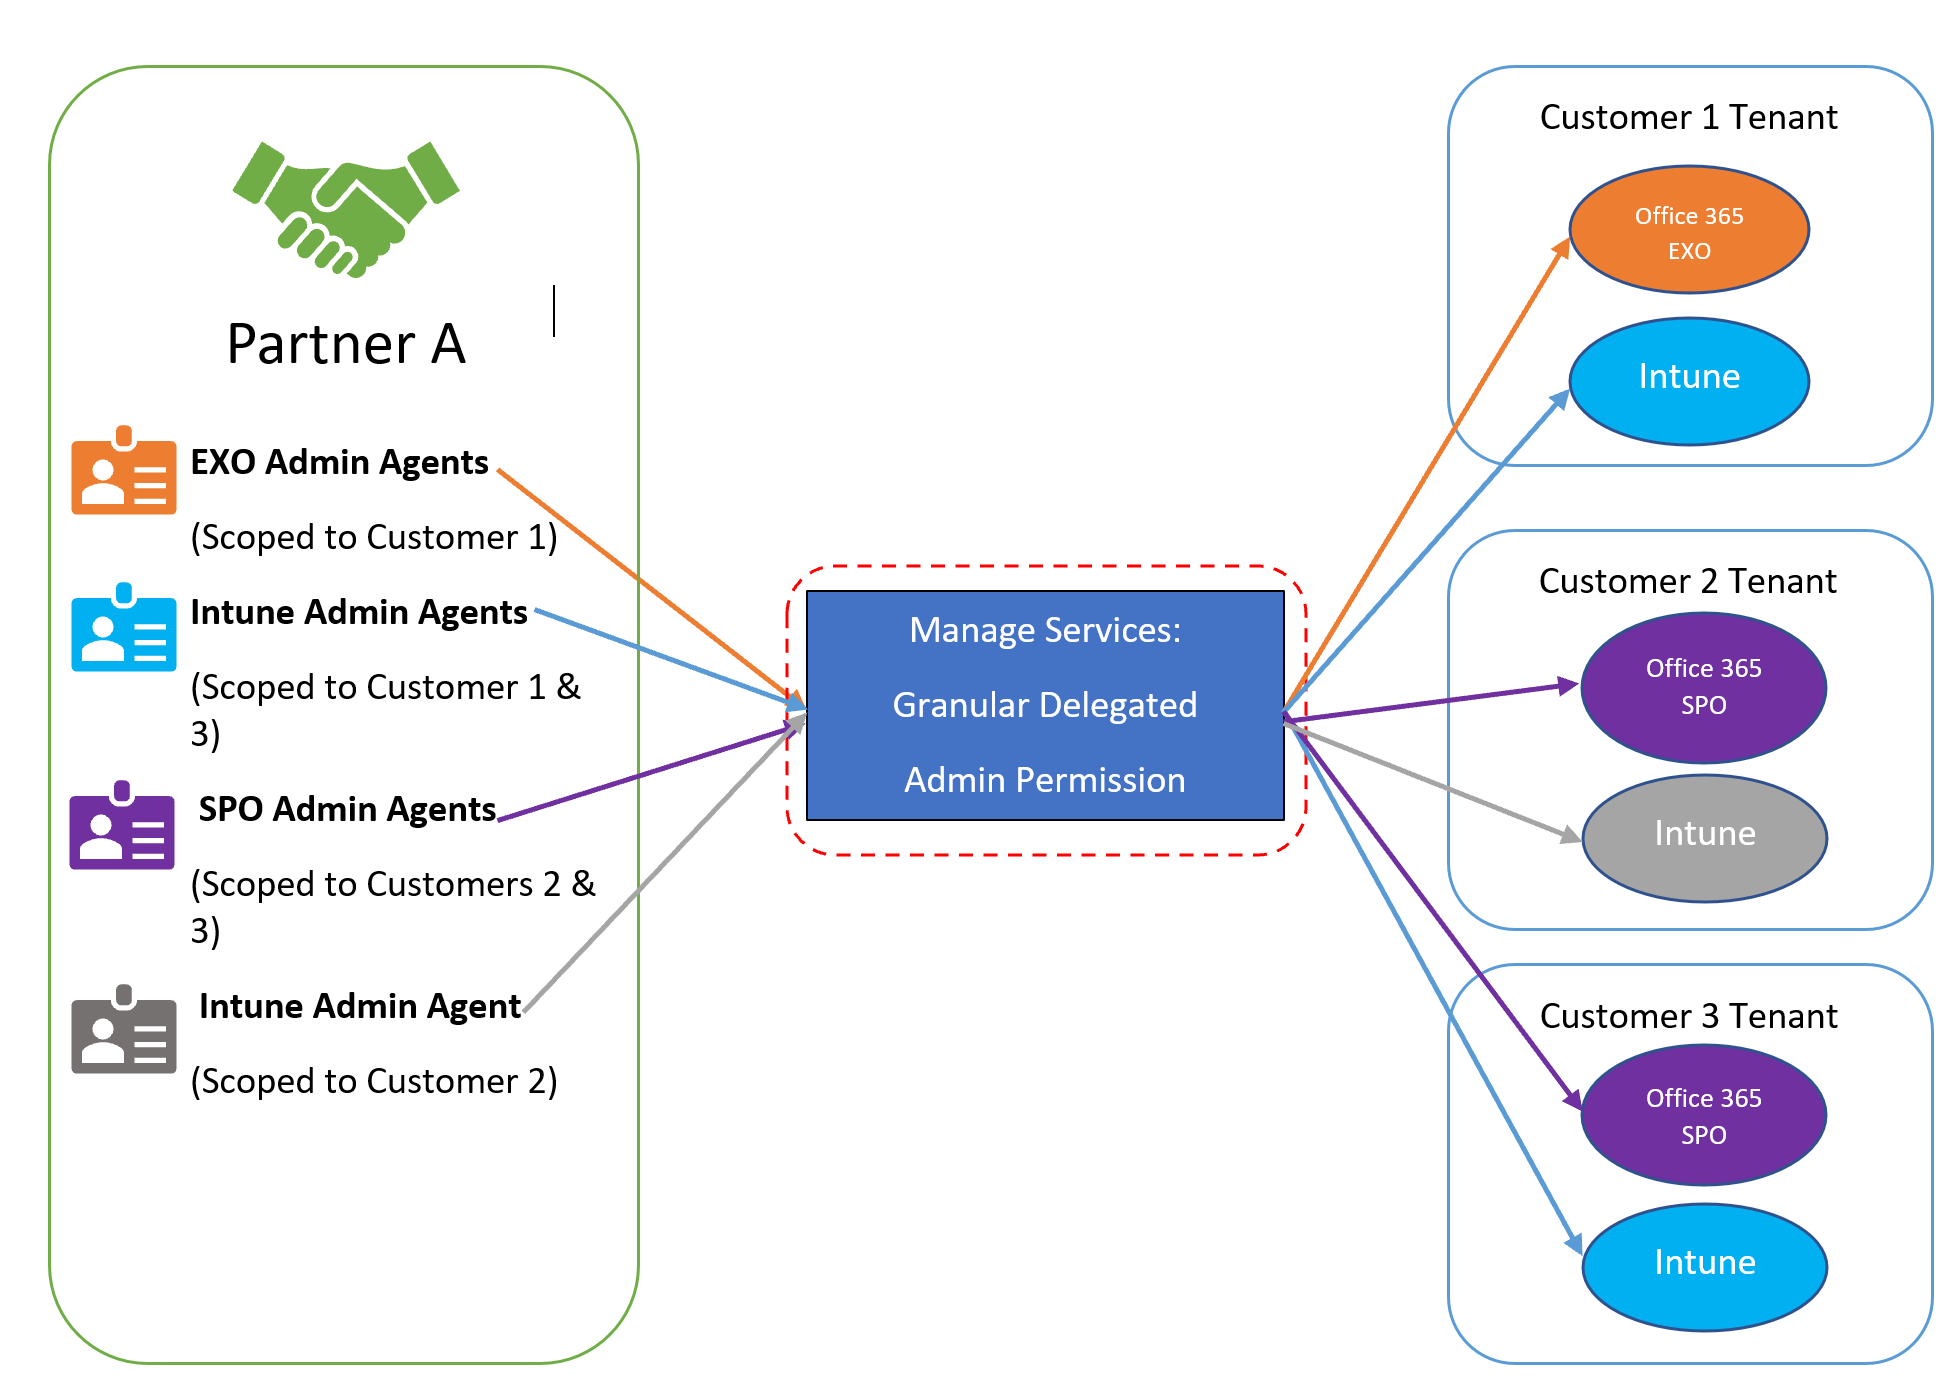 Partner A
EXO Admin Agents
(Scoped to Customer 1)
Intune Admin Agents
(Scoped to Customer 1 &
3)
SPO Admin Agents
(Scoped to Customers 2 &
3)
Intune Admin Agent
(Scoped to Customer 2)
Manage Services:
Granular Delegated
Admin Permission
Customer 1 Tenant
Office 365
EXO
Intune
Customer 2 Tenant
Office 365
SPO
Intune
Customer 3 Tenant
Office 365
SPO
Intune